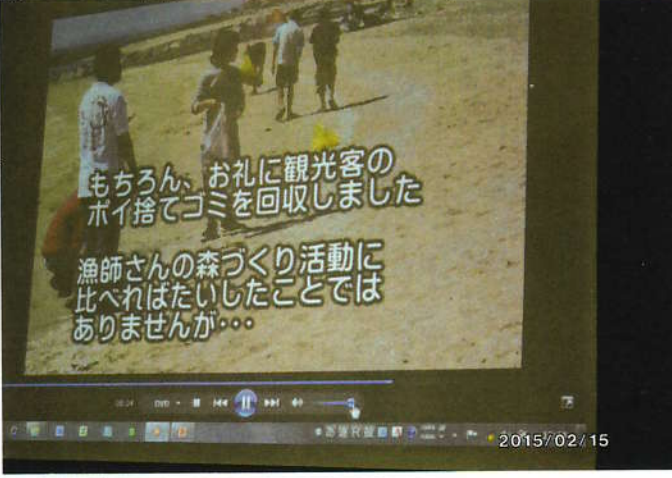 もちろん、お礼に観光客の
ポイ捨てゴミを回収しました
漁師さんの森づくり活動に
比べればたいしたことでは
ありませんが・・・
DVD
2015/02/15